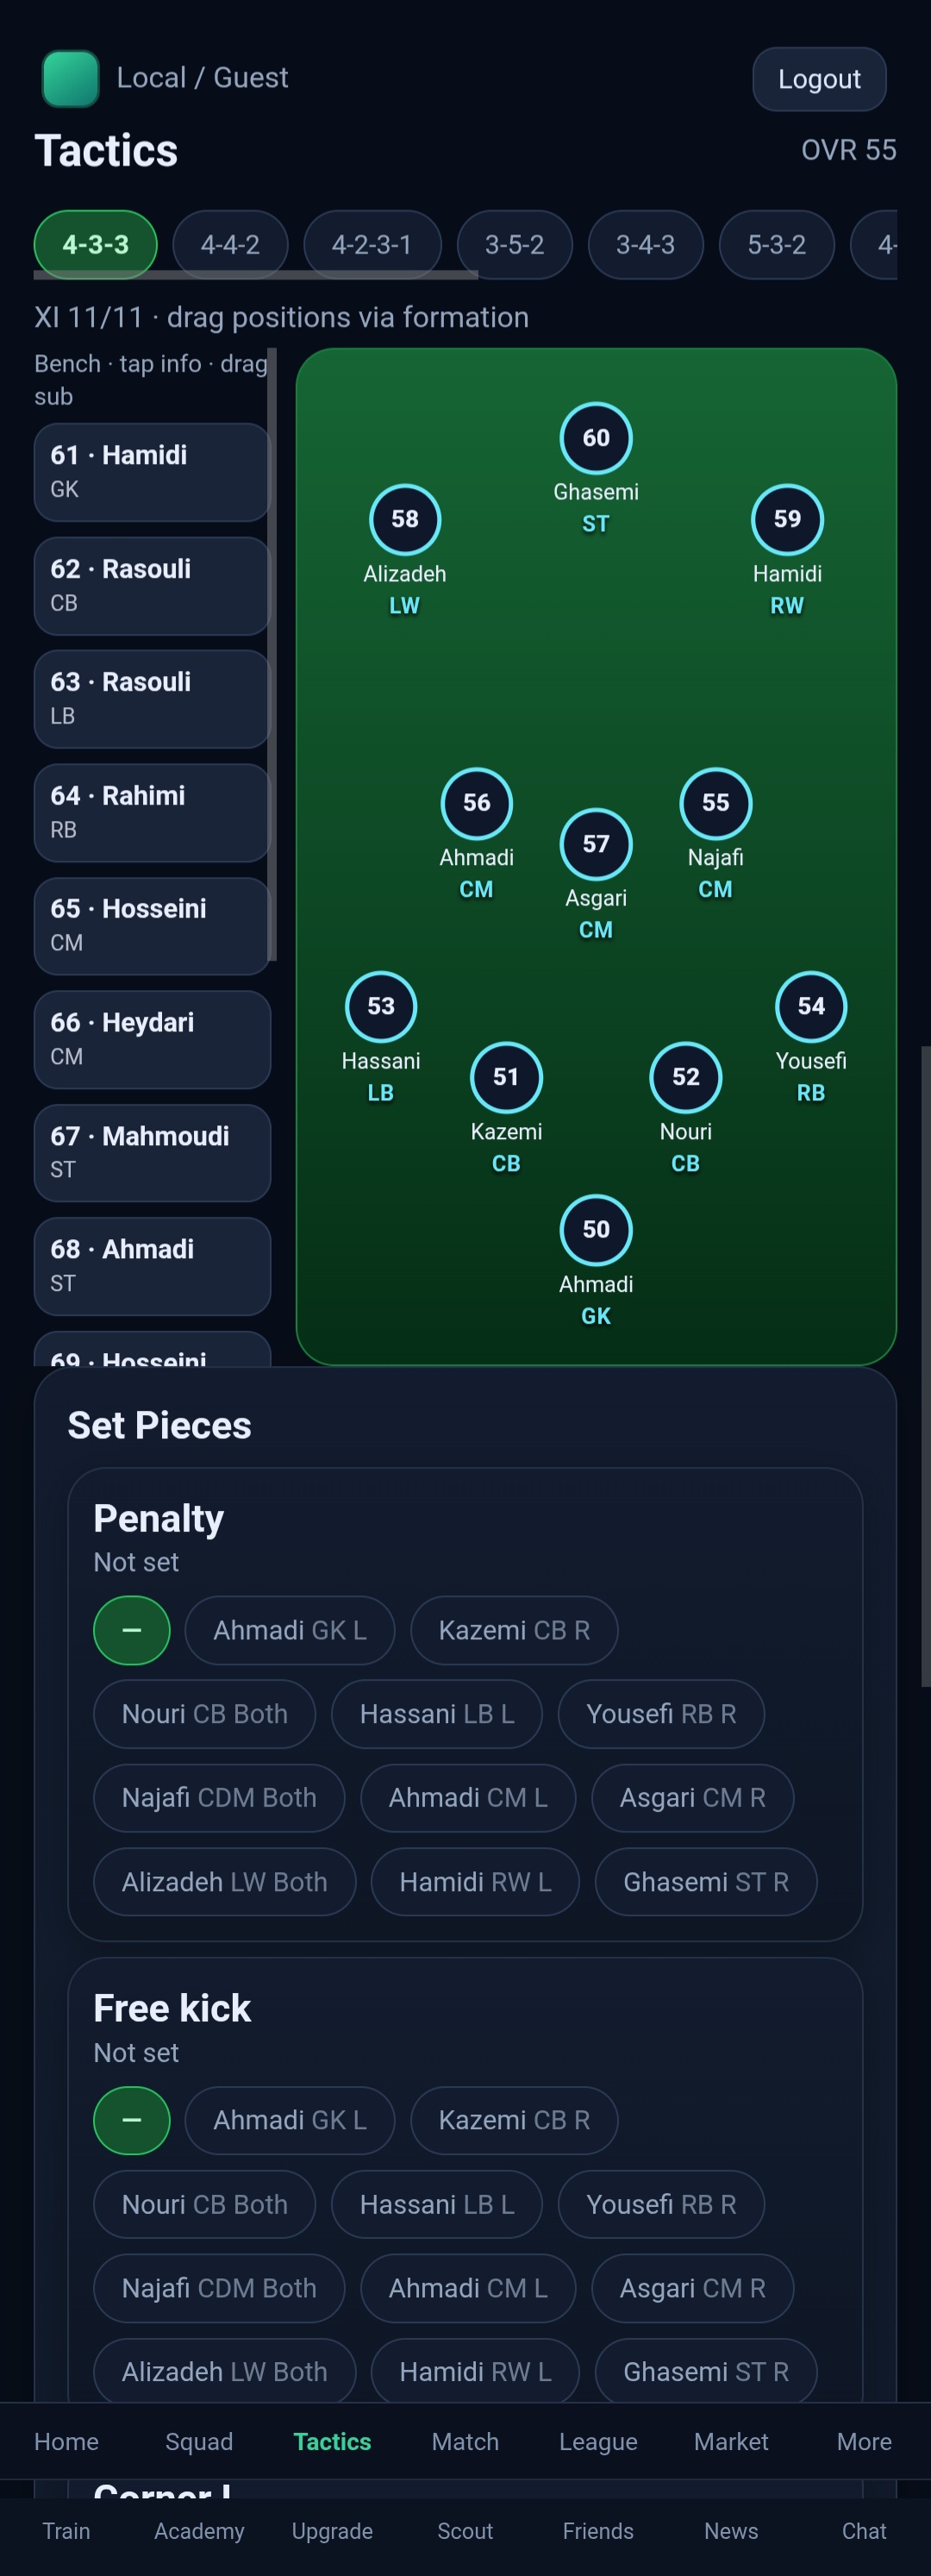 Local / Guest
Logout
Tactics
OVR 55
4-3-3
4-4-2
4-2-3-1
3-5-2
3-4-3
5-3-2
4-
XI 11/11 · drag positions via formation
Bench · tap info · drag
sub
61 · Hamidi
GK
62 · Rasouli
CB
63 · Rasouli
LB
64 · Rahimi
RB
65 · Hosseini
CM
66 · Heydari
CM
67 · Mahmoudi
ST
68 · Ahmadi
ST
69 · Hosseini
60
Ghasemi
ST
58
Alizadeh
LW
59
Hamidi
RW
56
Ahmadi
CM
57
Asgari
CM
55
Najafi
CM
53
Hassani
LB
51
Kazemi
CB
52
Nouri
CB
54
Yousefi
RB
50
Ahmadi
GK
Set Pieces
Penalty
Not set
—
Ahmadi GK L
Kazemi CB R
Nouri CB Both
Hassani LB L
Yousefi RB R
Najafi CDM Both
Ahmadi CM L
Asgari CM R
Alizadeh LW Both
Hamidi RW L
Ghasemi ST R
Free kick
Not set
—
Ahmadi GK L
Kazemi CB R
Nouri CB Both
Hassani LB L
Yousefi RB R
Najafi CDM Both
Ahmadi CM L
Asgari CM R
Alizadeh LW Both
Hamidi RW L
Ghasemi ST R
Home
Squad
Tactics
Match
League
Market
More
Corner L
Train
Academy
Upgrade
Scout
Friends
News
Chat